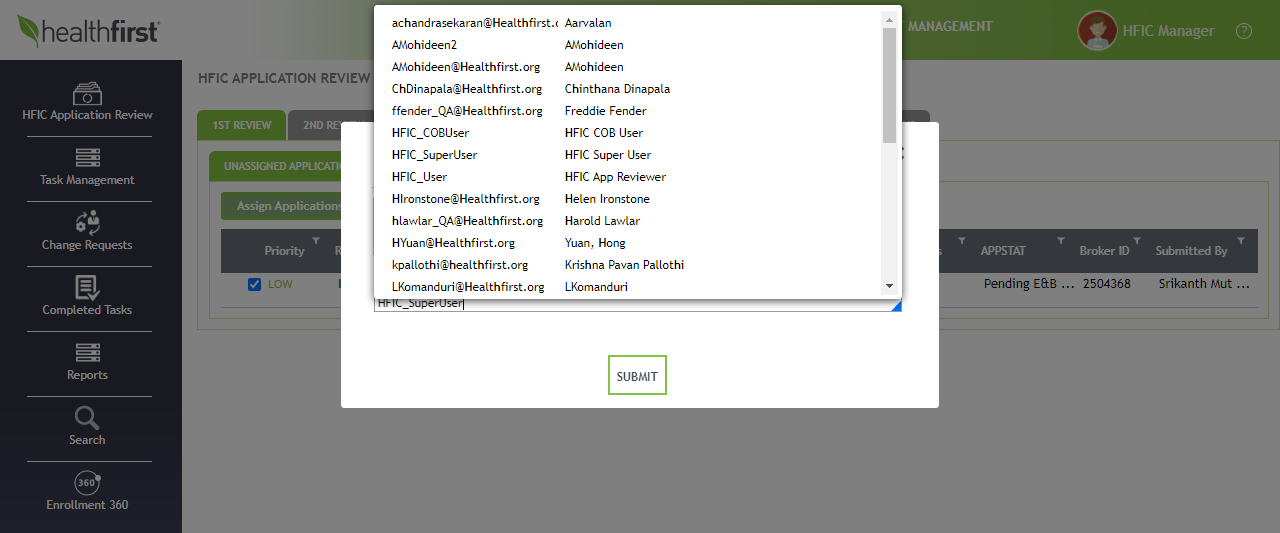 healthfirst
MANAGEMENT
HFIC Manager
?
HFIC Application Review
Task Management
Change Requests
Completed Tasks
Reports
Search
360°
Enrollment 360
HFIC APPLICATION REVIEW
1ST REVIEW
2ND RE
UNASSIGNED APPLICATIO
Assign Applications
Priority
APPSTAT
Broker ID
Submitted By
LOW
Pending E&B ...
2504368
Srikanth Mut ...
achandrasekaran@Healthfirst.c Aarvalan
AMohideen2 AMohideen
AMohideen@Healthfirst.org AMohideen
ChDinapala@Healthfirst.org Chinthana Dinapala
ffender_QA@Healthfirst.org Freddie Fender
HFIC_COBUser HFIC COB User
HFIC_SuperUser HFIC Super User
HFIC_User HFIC App Reviewer
HIronstone@Healthfirst.org Helen Ironstone
hlawlar_QA@Healthfirst.org Harold Lawlar
HYuan@Healthfirst.org Yuan, Hong
kpallothi@healthfirst.org Krishna Pavan Pallothi
LKomanduri@Healthfirst.org LKomanduri
HFIC_SuperUser
SUBMIT